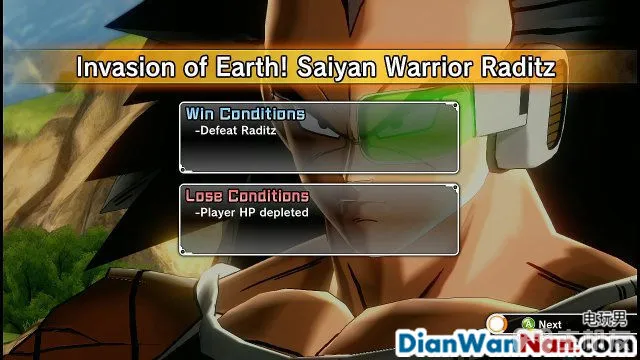 Invasion of Earth! Saiyan Warrior Raditz
Win Conditions
-Defeat Raditz
Lose Conditions
-Player HP depleted
A Next
电玩男
DianWanNan.com